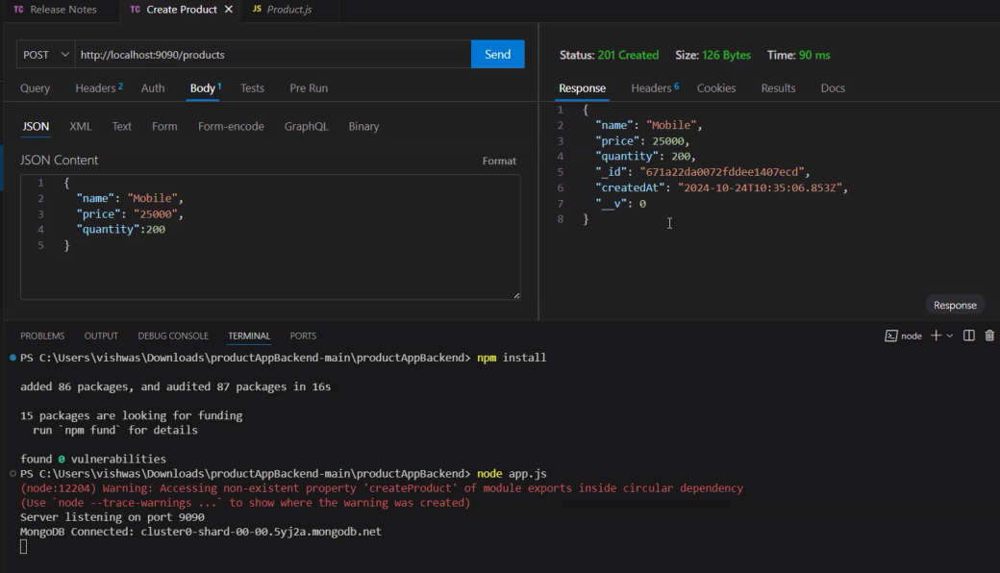 TC Release Notes TC Create Product × JS Product.js
POST http://localhost:9090/products Send
Query Headers 2 Auth Body 1 Tests Pre Run
JSON XML Text Form Form-encode GraphQL Binary
JSON Content Format
1 {
2 "name": "Mobile",
3 "price": "25000",
4 "quantity":200
5 }
Status: 201 Created Size: 126 Bytes Time: 90 ms
Response Headers 6 Cookies Results Docs
1 {
2 "name": "Mobile",
3 "price": 25000,
4 "quantity": 200,
5 "_id": "671a22da0072fddee1407ecd",
6 "createdAt": "2024-10-24T10:35:06.853Z",
7 "__v": 0
8 }
Response
PROBLEMS OUTPUT DEBUG CONSOLE TERMINAL PORTS node
PS C:\Users\vishwas\Downloads\productAppBackend-main\productAppBackend> npm install
added 86 packages, and audited 87 packages in 16s
15 packages are looking for funding
run `npm fund` for details
found 0 vulnerabilities
PS C:\Users\vishwas\Downloads\productAppBackend-main\productAppBackend> node app.js
(node:12204) Warning: Accessing non-existent property 'createProduct' of module exports inside circular dependency
(Use `node --trace-warnings ...` to show where the warning was created)
Server listening on port 9090
MongoDB Connected: cluster0-shard-00-00.5yj2a.mongodb.net